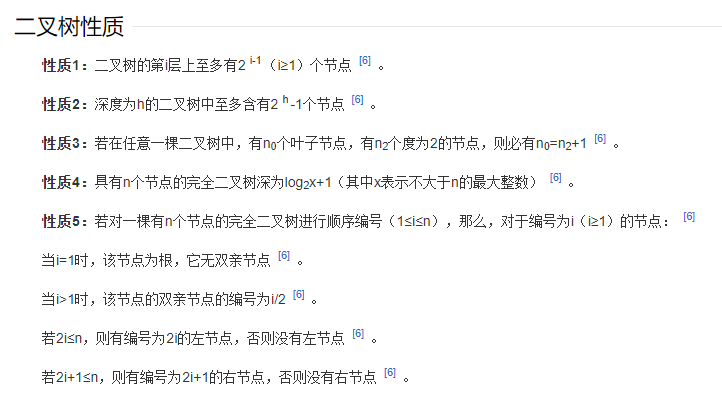 二叉树性质
性质1：二叉树的第i层上至多有2 i-1（i≥1）个节点 [6] 。
性质2：深度为h的二叉树中至多含有2 h -1个节点 [6] 。
性质3：若在任意一棵二叉树中，有n0个叶子节点，有n2个度为2的节点，则必有n0=n2+1 [6] 。
性质4：具有n个节点的完全二叉树深为log2x+1（其中x表示不大于n的最大整数） [6] 。
性质5：若对一棵有n个节点的完全二叉树进行顺序编号（1≤i≤n），那么，对于编号为i（i≥1）的节点： [6]
当i=1时，该节点为根，它无双亲节点 [6] 。
当i>1时，该节点的双亲节点的编号为i/2 [6] 。
若2i≤n，则有编号为2i的左节点，否则没有左节点 [6] 。
若2i+1≤n，则有编号为2i+1的右节点，否则没有右节点 [6] 。